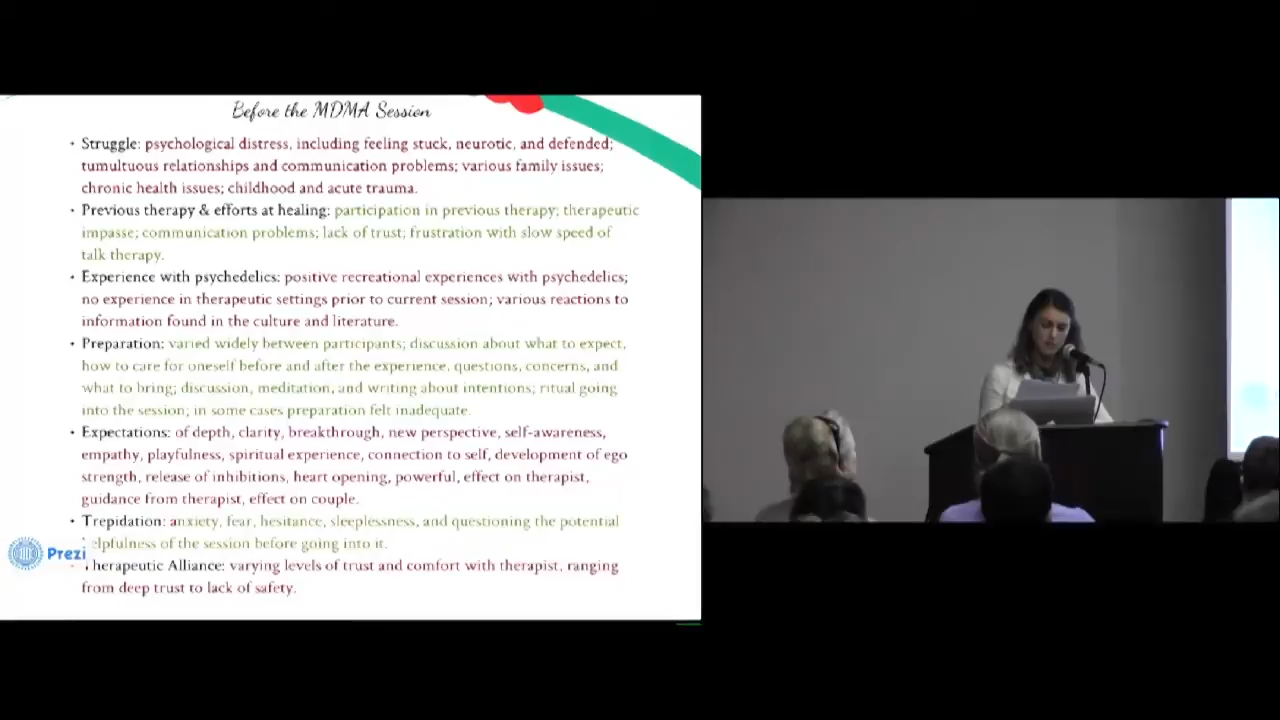 Before the MDMA Session
• Struggle: psychological distress, including feeling stuck, neurotic, and defended;
tumultuous relationships and communication problems; various family issues;
chronic health issues; childhood and acute trauma.
• Previous therapy & efforts at healing: participation in previous therapy; therapeutic
impasse; communication problems; lack of trust; frustration with slow speed of
talk therapy.
• Experience with psychedelics: positive recreational experiences with psychedelics;
no experience in therapeutic settings prior to current session; various reactions to
information found in the culture and literature.
• Preparation: varied widely between participants; discussion about what to expect,
how to care for oneself before and after the experience, questions, concerns, and
what to bring; discussion, meditation, and writing about intentions; ritual going
into the session; in some cases preparation felt inadequate.
• Expectations: of depth, clarity, breakthrough, new perspective, self-awareness,
empathy, playfulness, spiritual experience, connection to self, development of ego
strength, release of inhibitions, heart opening, powerful, effect on therapist,
guidance from therapist, effect on couple.
• Trepidation: anxiety, fear, hesitance, sleeplessness, and questioning the potential
elpfulness of the session before going into it.
Prezi
• herapeutic Alliance: varying levels of trust and comfort with therapist, ranging
from deep trust to lack of safety.